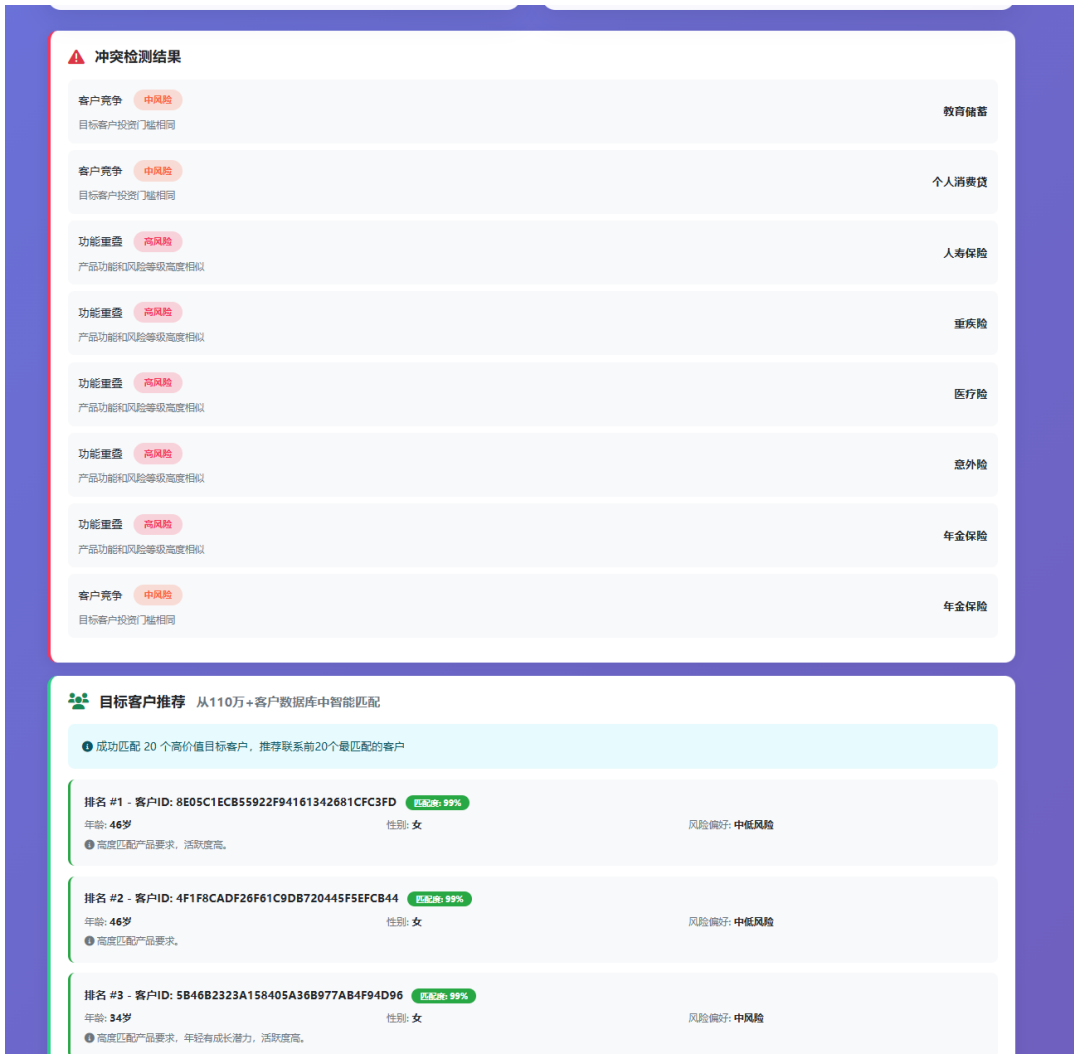 冲突检测结果
客户竞争 中风险
目标客户投资门槛相同
教育储蓄
客户竞争 中风险
目标客户投资门槛相同
个人消费贷
功能重叠 高风险
产品功能和风险等级高度相似
人寿保险
功能重叠 高风险
产品功能和风险等级高度相似
重疾险
功能重叠 高风险
产品功能和风险等级高度相似
医疗险
功能重叠 高风险
产品功能和风险等级高度相似
意外险
功能重叠 高风险
产品功能和风险等级高度相似
年金保险
客户竞争 中风险
目标客户投资门槛相同
年金保险
目标客户推荐 从110万+客户数据库中智能匹配
成功匹配 20 个高价值目标客户，推荐联系前20个最匹配的客户
排名 #1 - 客户ID: 8E05C1ECB55922F94161342681CFC3FD 匹配度: 99%
年龄: 46岁 性别: 女 风险偏好: 中低风险
高度匹配产品要求，活跃度高。
排名 #2 - 客户ID: 4F1F8CADF26F61C9DB720445F5EFCB44 匹配度: 99%
年龄: 46岁 性别: 女 风险偏好: 中低风险
高度匹配产品要求。
排名 #3 - 客户ID: 5B46B2323A158405A36B977AB4F94D96 匹配度: 99%
年龄: 34岁 性别: 女 风险偏好: 中风险
高度匹配产品要求，年轻有成长潜力，活跃度高。